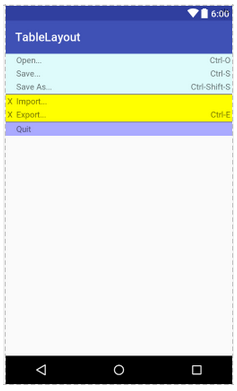 6:00
TableLayout
Open... Ctrl-O
Save... Ctrl-S
Save As... Ctrl-Shift-S
X Import...
X Export... Ctrl-E
Quit